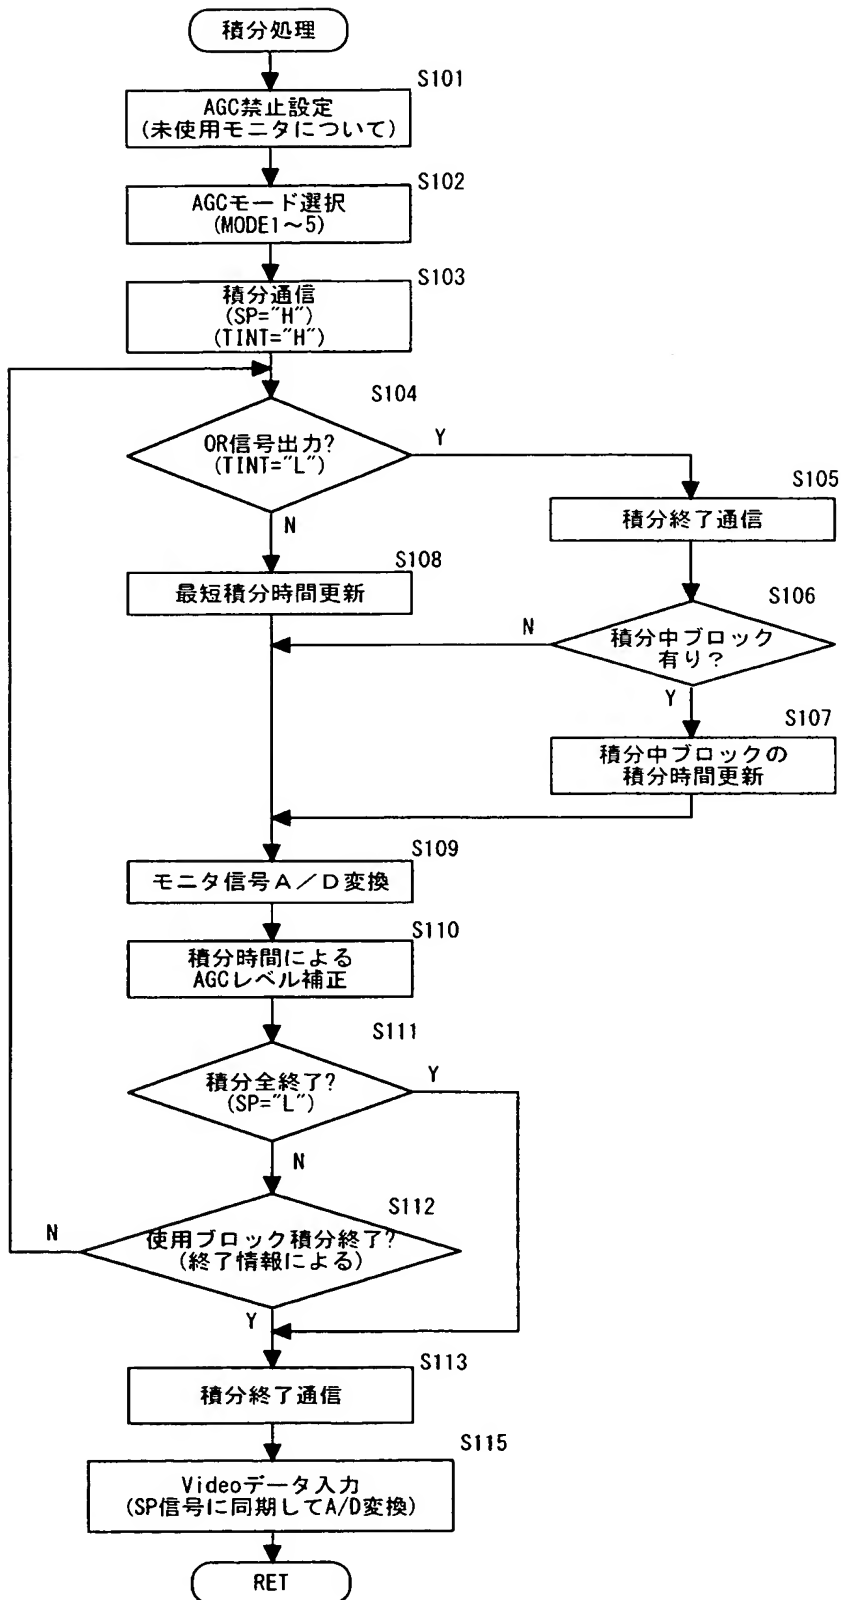 積分処理
S101
AGC禁止設定
(未使用モニタについて)
S102
AGCモード選択
(MODE1～5)
S103
積分通信
(SP="H")
(TINT="H")
S104
OR信号出力?
(TINT="L")
Y
N
S105
積分終了通信
S106
積分中ブロック
有り?
N
Y
S107
積分中ブロックの
積分時間更新
S108
最短積分時間更新
S109
モニタ信号A/D変換
S110
積分時間による
AGCレベル補正
S111
積分全終了?
(SP="L")
Y
N
S112
使用ブロック積分終了?
(終了情報による)
N
Y
S113
積分終了通信
S115
Videoデータ入力
(SP信号に同期してA/D変換)
RET